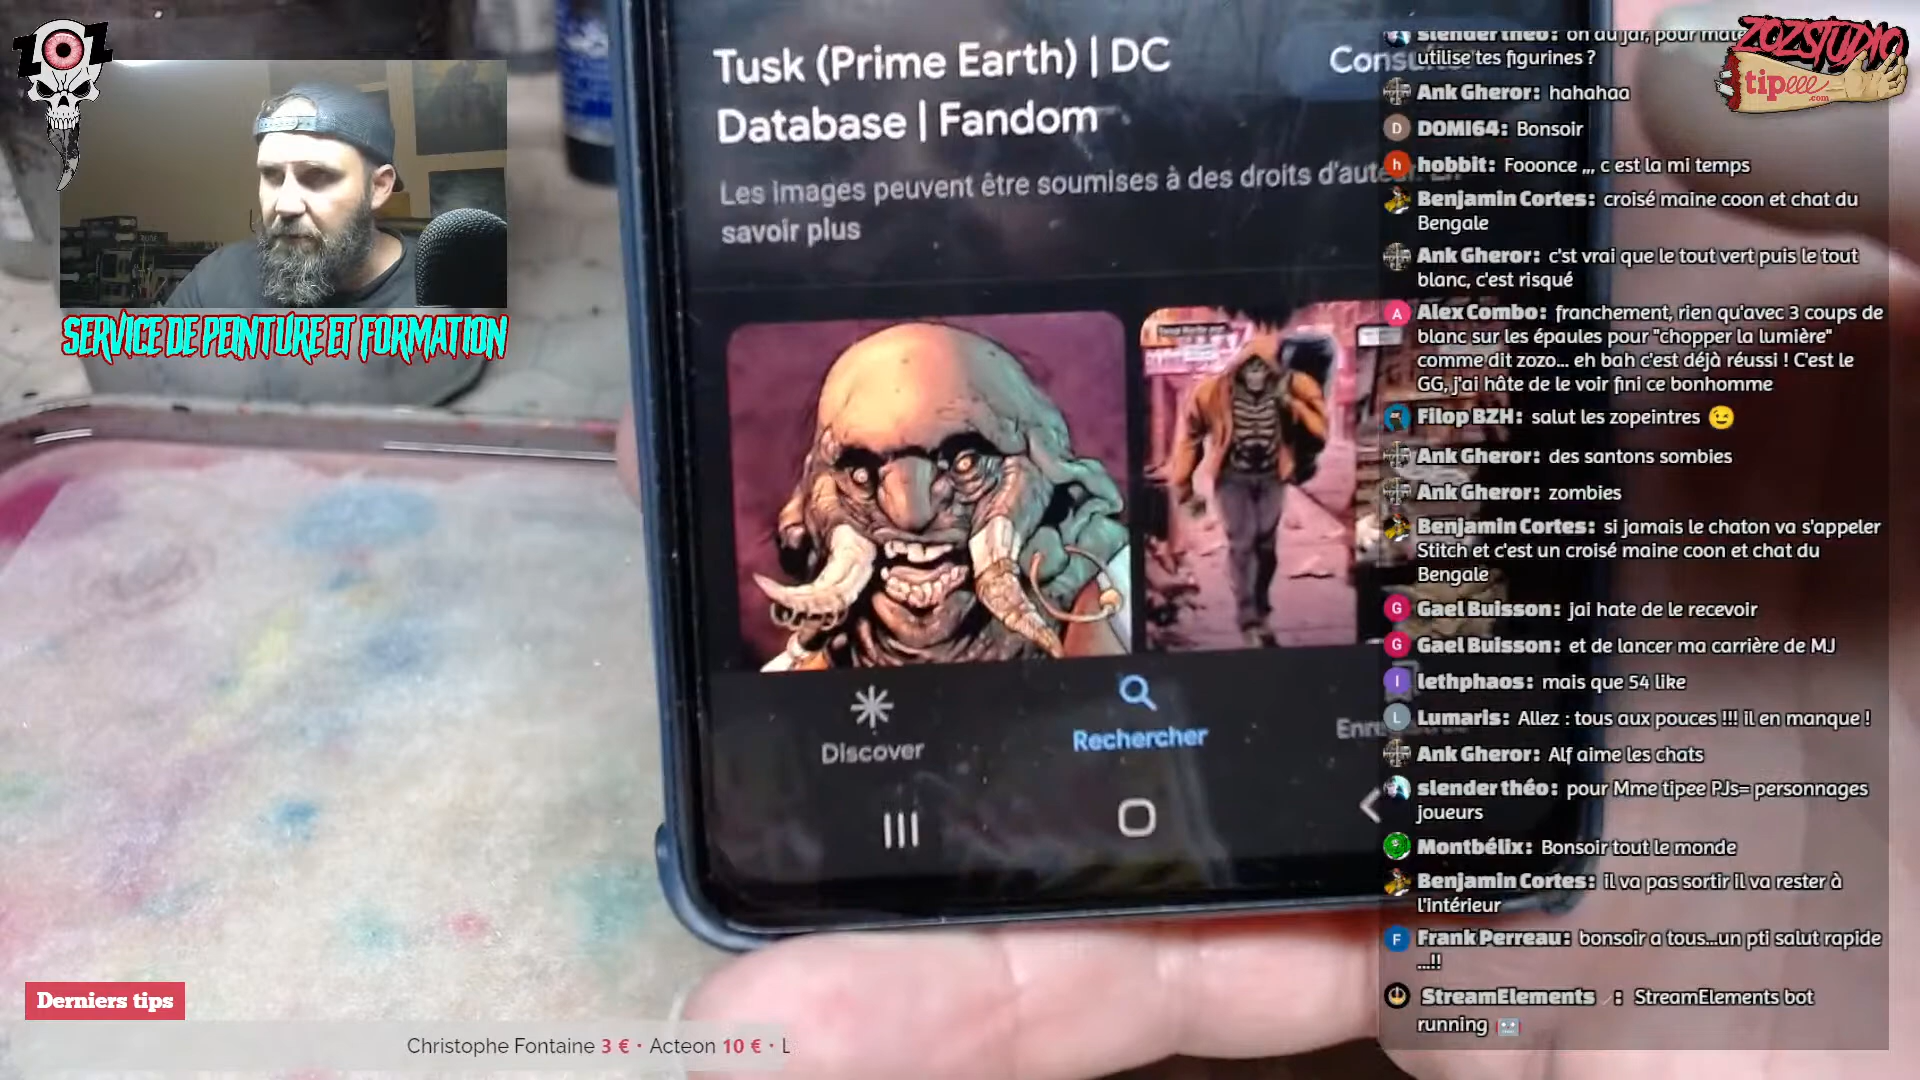 ZOZ
SERVICE DE PEINTURE ET FORMATION
Tusk (Prime Earth) | DC
Database | Fandom
Les images peuvent être soumises à des droits d'auteur. En
savoir plus
Discover
Rechercher
ZOZSTUDIO
tipeee
.com
slender théo: oh du jar, pour
utilise tes figurines ?
Ank Gheror: hahahaa
D
DOMI64: Bonsoir
h
hobbit: Fooonce ,,, c est la mi temps
Benjamin Cortes: croisé maine coon et chat du
Bengale
Ank Gheror: c'st vrai que le tout vert puis le tout
blanc, c'est risqué
A
Alex Combo: franchement, rien qu'avec 3 coups de
blanc sur les épaules pour "chopper la lumière"
comme dit zozo... eh bah c'est déjà réussi ! C'est le
GG, j'ai hâte de le voir fini ce bonhomme
Filop BZH: salut les zopeintres 😉
Ank Gheror: des santons sombies
Ank Gheror: zombies
Benjamin Cortes: si jamais le chaton va s'appeler
Stitch et c'est un croisé maine coon et chat du
Bengale
G
Gael Buisson: jai hate de le recevoir
G
Gael Buisson: et de lancer ma carrière de MJ
l
lethphaos: mais que 54 like
L
Lumaris: Allez : tous aux pouces !!! il en manque !
Ank Gheror: Alf aime les chats
slender théo: pour Mme tipee PJs= personnages
joueurs
Montbélix: Bonsoir tout le monde
Benjamin Cortes: il va pas sortir il va rester à
l'intérieur
F
Frank Perreau: bonsoir a tous...un pti salut rapide
...!!
StreamElements : StreamElements bot
running 🤖
Derniers tips
Christophe Fontaine 3 € · Acteon 10 € · L